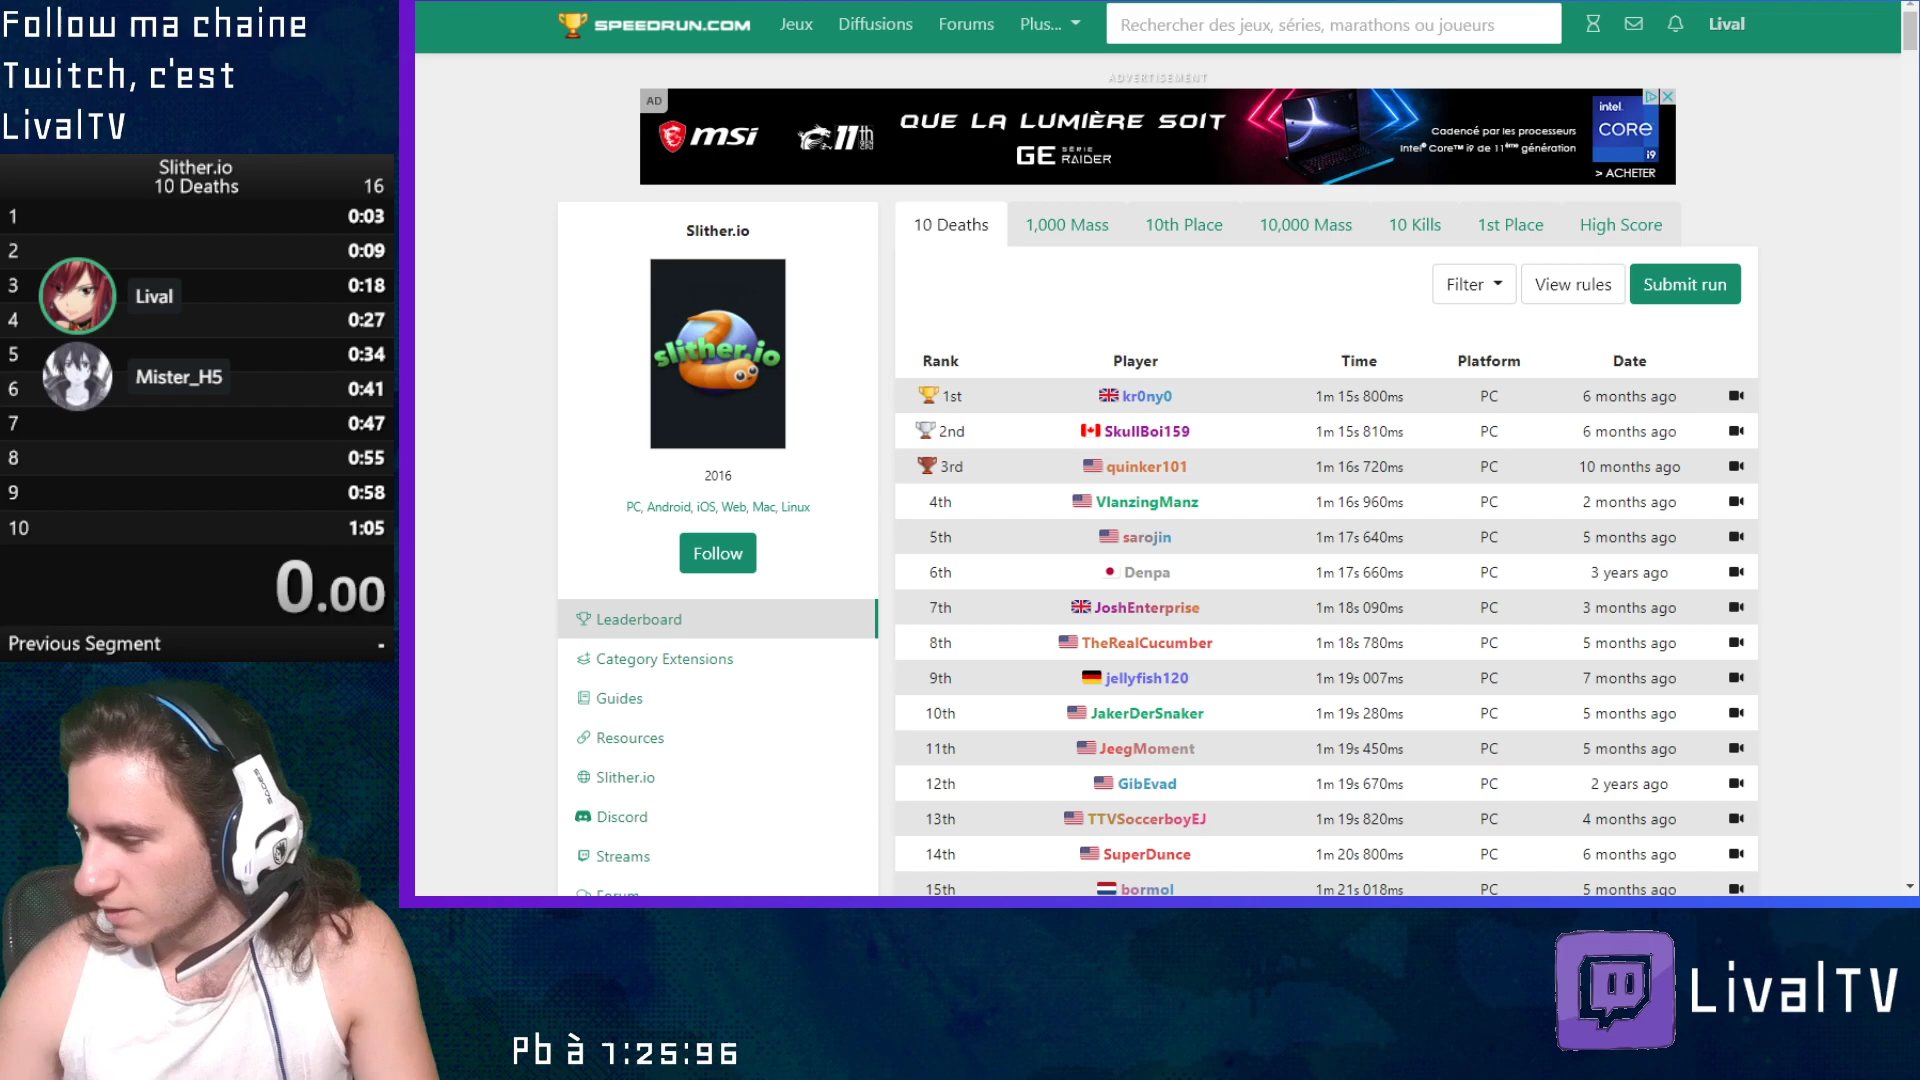 Follow ma chaine
Twitch, c'est
LivalTV
Slither.io
10 Deaths 16
1 0:03
2 0:09
3 0:18
4 0:27
5 0:34
6 0:41
7 0:47
8 0:55
9 0:58
10 1:05
Lival
Mister_H5
0.00
Previous Segment -
SPEEDRUN.COM Jeux Diffusions Forums Plus... Rechercher des jeux, séries, marathons ou joueurs Lival
ADVERTISEMENT
AD
msi 11th QUE LA LUMIÈRE SOIT
GE SÉRIE RAIDER
Cadencé par les processeurs
Intel® Core™ i9 de 11ème génération
intel.
CORE
i9
> ACHETER
Slither.io
2016
PC, Android, iOS, Web, Mac, Linux
Follow
Leaderboard
Category Extensions
Guides
Resources
Slither.io
Discord
Streams
Forum
10 Deaths 1,000 Mass 10th Place 10,000 Mass 10 Kills 1st Place High Score
Filter View rules Submit run
Rank Player Time Platform Date
1st kr0ny0 1m 15s 800ms PC 6 months ago
2nd SkullBoi159 1m 15s 810ms PC 6 months ago
3rd quinker101 1m 16s 720ms PC 10 months ago
4th VlanzingManz 1m 16s 960ms PC 2 months ago
5th sarojin 1m 17s 640ms PC 5 months ago
6th Denpa 1m 17s 660ms PC 3 years ago
7th JoshEnterprise 1m 18s 090ms PC 3 months ago
8th TheRealCucumber 1m 18s 780ms PC 5 months ago
9th jellyfish120 1m 19s 007ms PC 7 months ago
10th JakerDerSnaker 1m 19s 280ms PC 5 months ago
11th JeegMoment 1m 19s 450ms PC 5 months ago
12th GibEvad 1m 19s 670ms PC 2 years ago
13th TTVSoccerboyEJ 1m 19s 820ms PC 4 months ago
14th SuperDunce 1m 20s 800ms PC 6 months ago
15th bormol 1m 21s 018ms PC 5 months ago
slither.io
SADES
LivalTV
Pb à 1:25:96